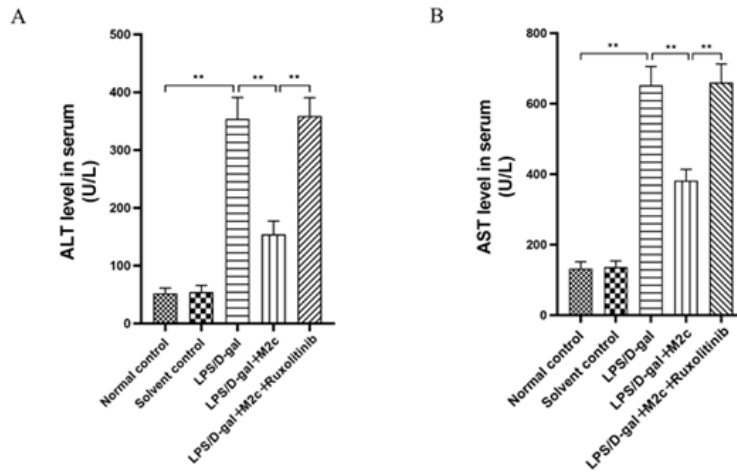 A
ALT level in serum
(U/L)
500
400
300
200
100
0
**
**
**
Normal control
Solvent control
LPS/D-gal
LPS/D-gal+M2c
LPS/D-gal+M2c+Ruxolitinib
B
AST level in serum
(U/L)
800
600
400
200
0
**
**
**
Normal control
Solvent control
LPS/D-gal
LPS/D-gal+M2c
LPS/D-gal+M2c+Ruxolitinib